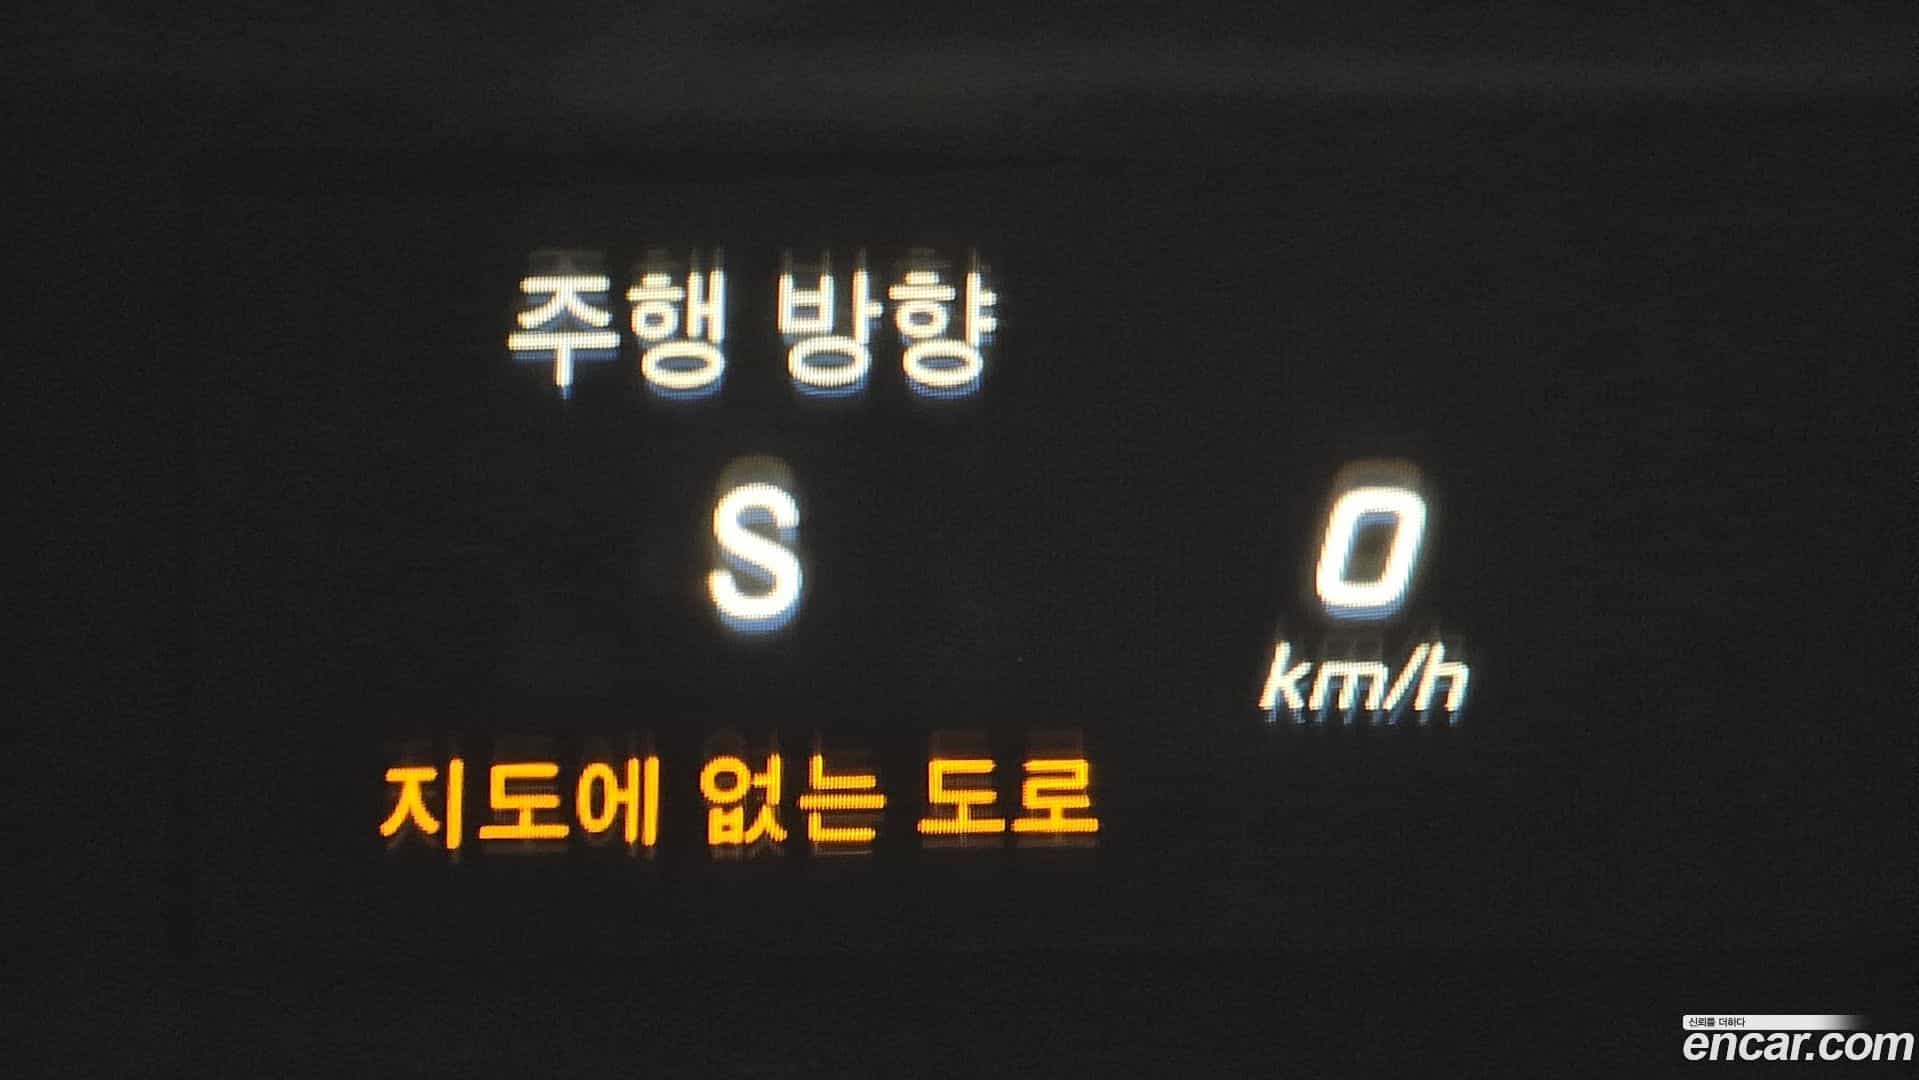 주행 방향
S
0
km/h
지도에 없는 도로
신뢰를 더하다
encar.com